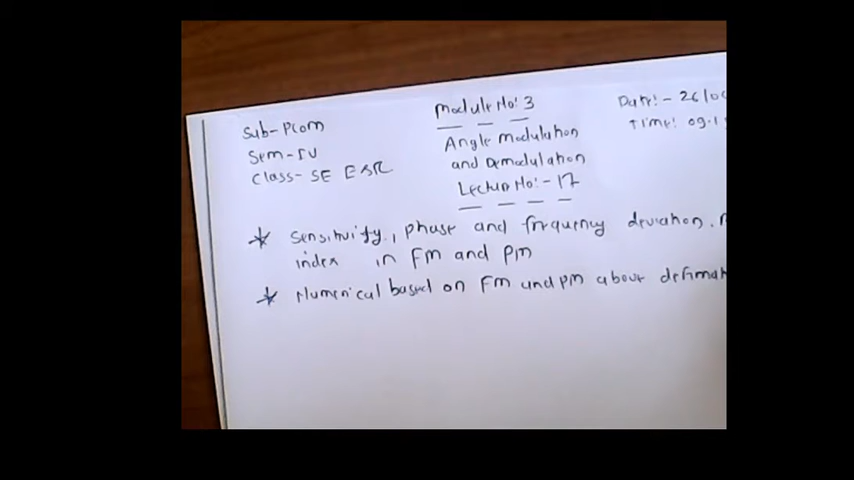 Sub- PCom
Sem- IV
Class- SE E&R
Module No: 3
Angle Modulation
and Demodulation
Lecture No:- 17
Date:- 26/0
Time: 09.1
* Sensitivity, phase and frequency deviation.
index in Fm and Pm
* Numerical based on Fm and Pm above